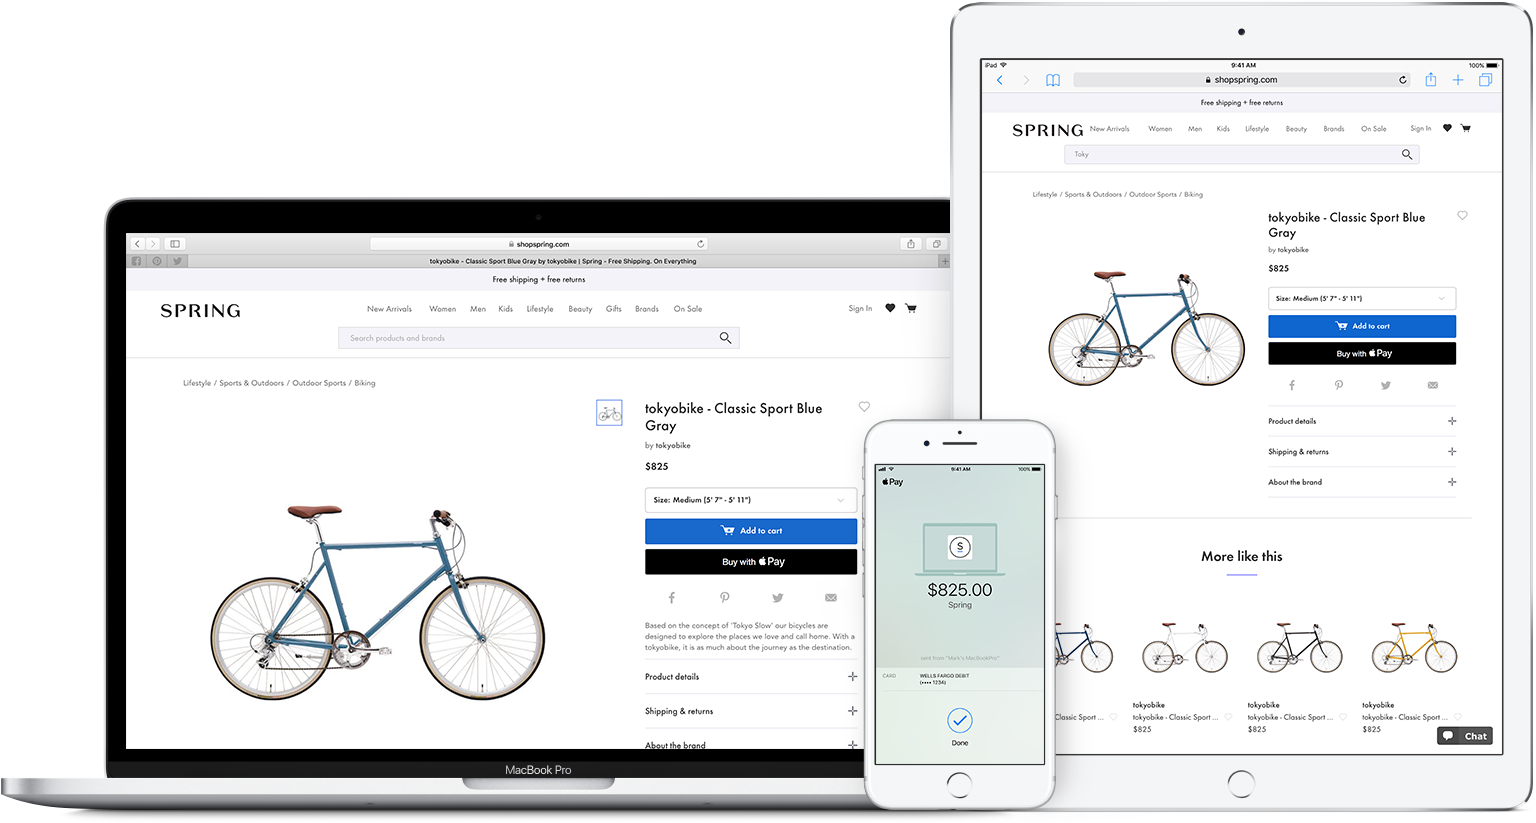 shopspring.com
tokyobike - Classic Sport Blue Gray by tokyobike | Spring - Free Shipping. On Everything
Free shipping + free returns
SPRING
New Arrivals Women Men Kids Lifestyle Beauty Gifts Brands On Sale
Sign In
Search products and brands
Lifestyle / Sports & Outdoors / Outdoor Sports / Biking
tokyobike - Classic Sport Blue
Gray
by tokyobike
$825
Size: Medium (5' 7" - 5' 11")
Add to cart
Buy with Pay
Based on the concept of 'Tokyo Slow' our bicycles are
designed to explore the places we love and call home. With a
tokyobike, it is as much about the journey as the destination.
Product details
Shipping & returns
About the brand
MacBook Pro
9:41 AM
100%
Pay
S
$825.00
Spring
sent from "Mark's MacBookPro"
CARD
WELLS FARGO DEBIT
(•••• 1234)
Done
iPad
9:41 AM
100%
shopspring.com
Free shipping + free returns
SPRING
New Arrivals Women Men Kids Lifestyle Beauty Brands On Sale
Sign In
Toky
Lifestyle / Sports & Outdoors / Outdoor Sports / Biking
tokyobike - Classic Sport Blue
Gray
by tokyobike
$825
Size: Medium (5' 7" - 5' 11")
Add to cart
Buy with Pay
Product details
Shipping & returns
About the brand
More like this
tokyobike tokyobike tokyobike
Classic Sport ... tokyobike - Classic Sport ... tokyobike - Classic Sport ... tokyobike - Classic Sport ...
$825 $825 $825
Chat